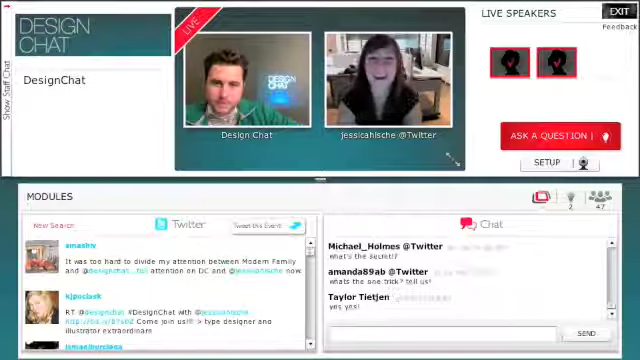 DESIGN
CHAT
DesignChat
Show Staff Chat
LIVE
DESIGN
CHAT
Design Chat
jessicahische @Twitter
LIVE SPEAKERS
EXIT
Feedback
ASK A QUESTION
SETUP
MODULES
2
47
New Search
Twitter
Tweet this Event
It was too hard to divide my attention between Modern Family
and @designchat attention on DC and @jessicahische now.
kjpoclask
RT @designchat #DesignChat with @jessicahische
Come join us!!! > type designer and
illustrator extraordinaire
Chat
Michael_Holmes @Twitter
what's the secret!?
amanda89ab @Twitter
whats the one trick? tell us!
Taylor Tietjen
yes yes!
SEND